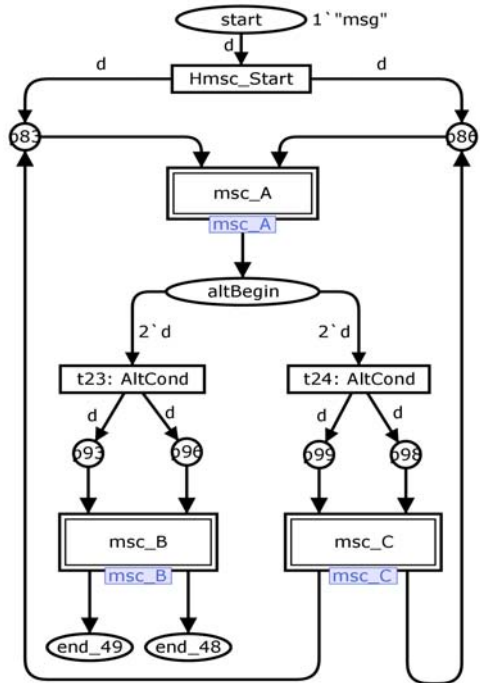 start 1`"msg"
d
Hmsc_Start
d d
p83 p86
msc_A
msc_A
altBegin
2`d 2`d
t23: AltCond t24: AltCond
d d d d
p93 p96 p99 p98
msc_B msc_C
msc_B msc_C
end_49 end_48